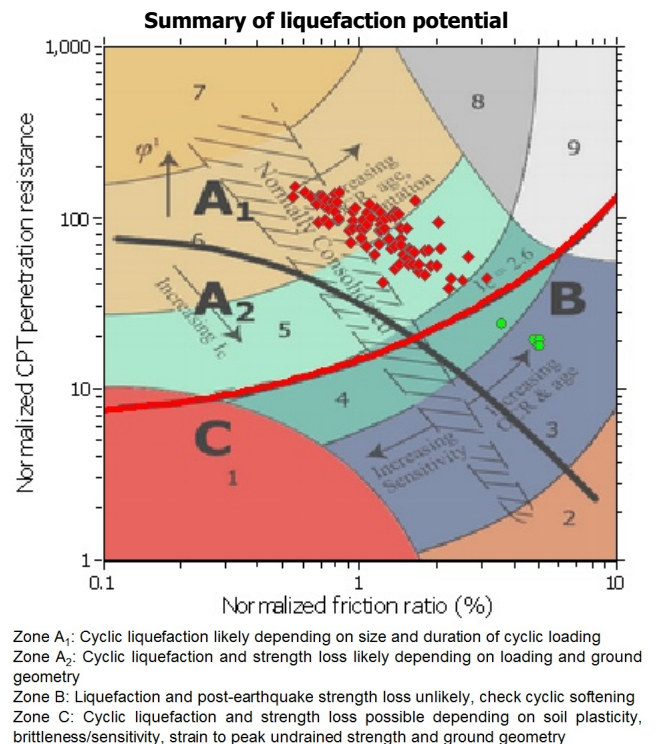 Summary of liquefaction potential
Normalized CPT penetration resistance
1,000
100
10
1
7
8
9
φ'
A₁
6
A₂
5
B
4
3
C
1
2
Normally Consolidated
Increasing
OCR & age,
Increasing Ic
Ic = 2.6
Increasing
OCR & age
Increasing
Sensitivity
0.1
1
10
Normalized friction ratio (%)
Zone A₁: Cyclic liquefaction likely depending on size and duration of cyclic loading
Zone A₂: Cyclic liquefaction and strength loss likely depending on loading and ground
geometry
Zone B: Liquefaction and post-earthquake strength loss unlikely, check cyclic softening
Zone C: Cyclic liquefaction and strength loss possible depending on soil plasticity,
brittleness/sensitivity, strain to peak undrained strength and ground geometry